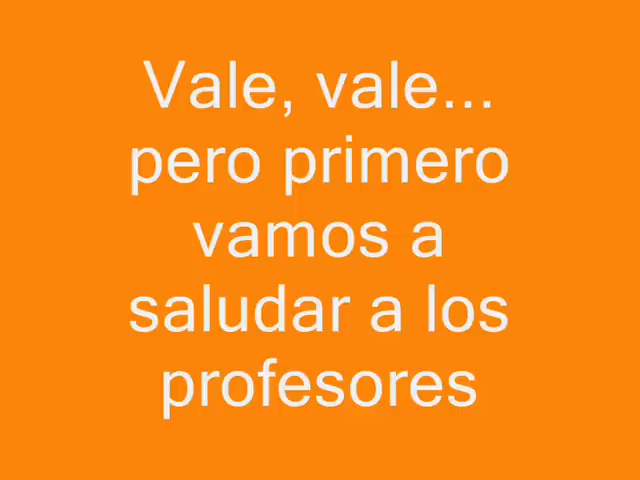 Vale, vale...
pero primero
vamos a
saludar a los
profesores